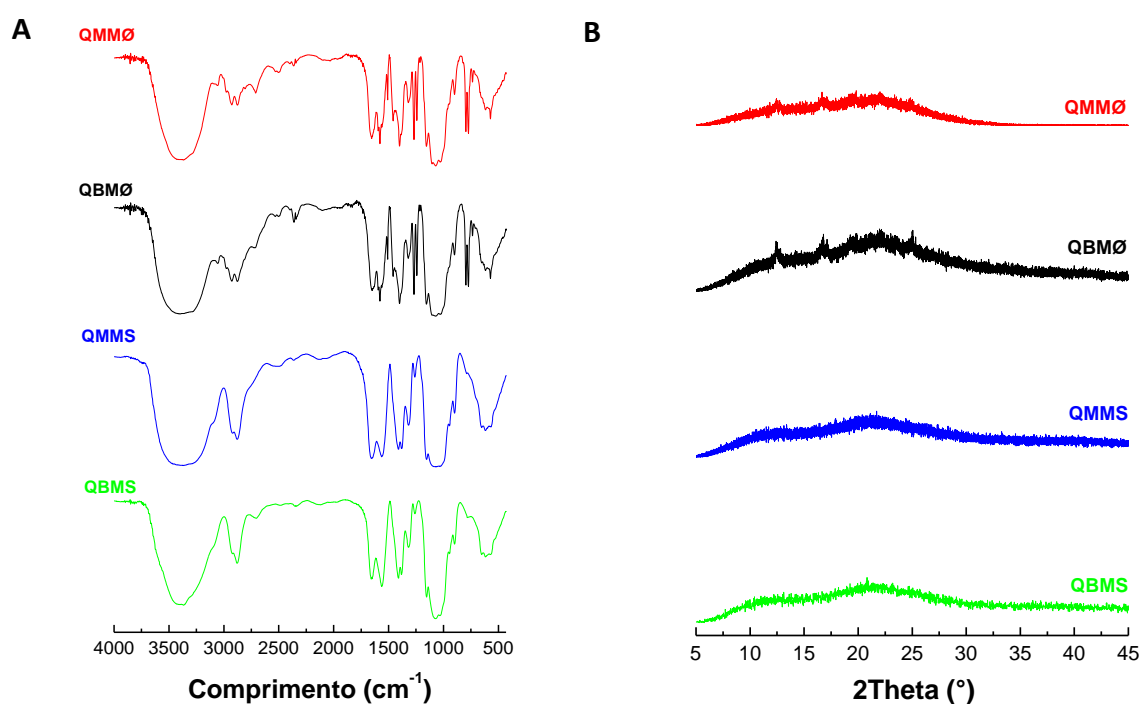 A
QMMØ
QBMØ
QMMS
QBMS
4000 3500 3000 2500 2000 1500 1000 500
Comprimento (cm⁻¹)
B
QMMØ
QBMØ
QMMS
QBMS
5 10 15 20 25 30 35 40 45
2Theta (°)